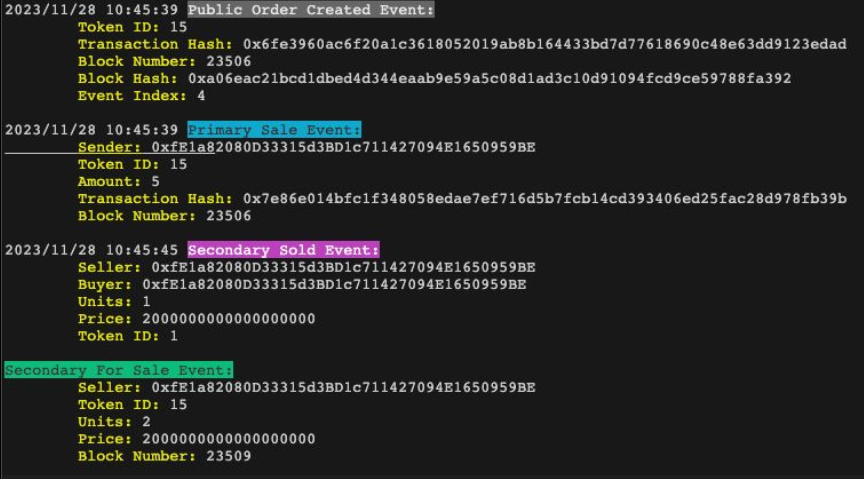 2023/11/28 10:45:39 Public Order Created Event:
Token ID: 15
Transaction Hash: 0x6fe3960ac6f20a1c3618052019ab8b164433bd7d77618690c48e63dd9123edad
Block Number: 23506
Block Hash: 0xa06eac21bcd1dbed4d344eaab9e59a5c08d1ad3c10d91094fcd9ce59788fa392
Event Index: 4
2023/11/28 10:45:39 Primary Sale Event:
Sender: 0xfE1a82080D33315d3BD1c711427094E1650959BE
Token ID: 15
Amount: 5
Transaction Hash: 0x7e86e014bfc1f348058edae7ef716d5b7fcb14cd393406ed25fac28d978fb39b
Block Number: 23506
2023/11/28 10:45:45 Secondary Sold Event:
Seller: 0xfE1a82080D33315d3BD1c711427094E1650959BE
Buyer: 0xfE1a82080D33315d3BD1c711427094E1650959BE
Units: 1
Price: 2000000000000000000
Token ID: 1
Secondary For Sale Event:
Seller: 0xfE1a82080D33315d3BD1c711427094E1650959BE
Token ID: 15
Units: 2
Price: 2000000000000000000
Block Number: 23509